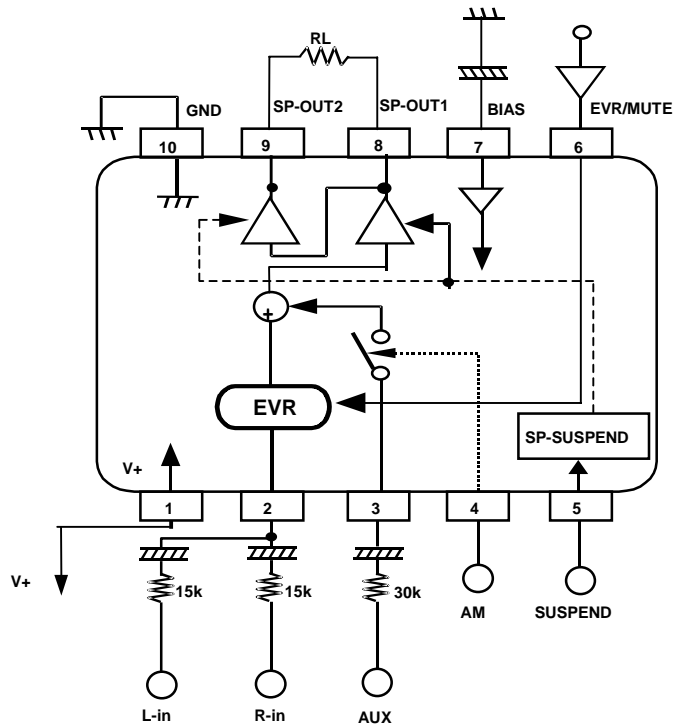 RL
GND
SP-OUT2
SP-OUT1
BIAS
EVR/MUTE
10
9
8
7
6
+
EVR
SP-SUSPEND
V+
1
2
3
4
5
V+
15k
15k
30k
AM
SUSPEND
L-in
R-in
AUX